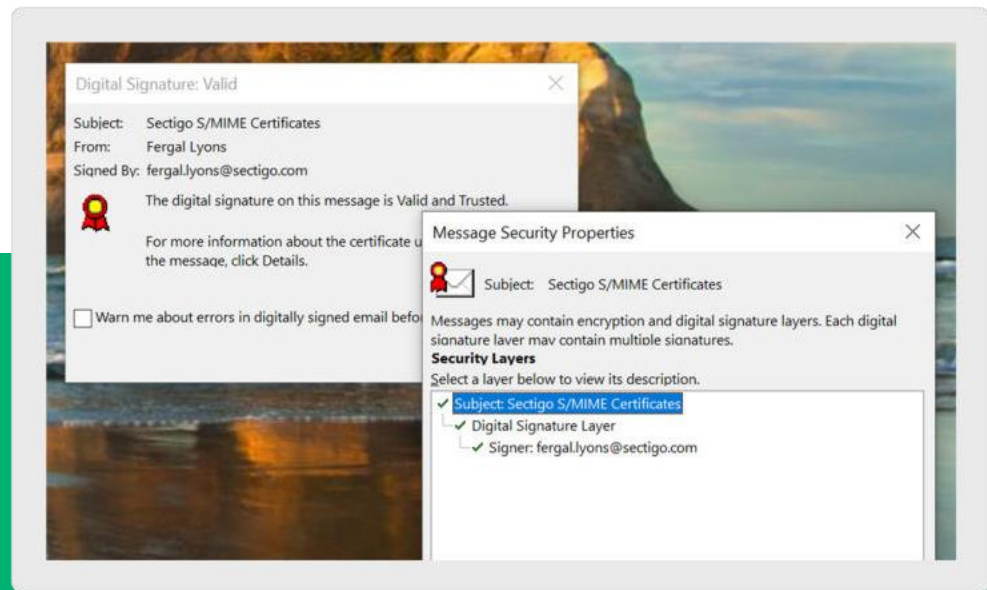 Digital Signature: Valid
Subject: Sectigo S/MIME Certificates
From: Fergal Lyons
Signed By: fergal.lyons@sectigo.com
The digital signature on this message is Valid and Trusted.
For more information about the certificate u
the message, click Details.
Warn me about errors in digitally signed email befo
Message Security Properties
Subject: Sectigo S/MIME Certificates
Messages may contain encryption and digital signature layers. Each digital
signature layer may contain multiple signatures.
Security Layers
Select a layer below to view its description.
Subject: Sectigo S/MIME Certificates
Digital Signature Layer
Signer: fergal.lyons@sectigo.com